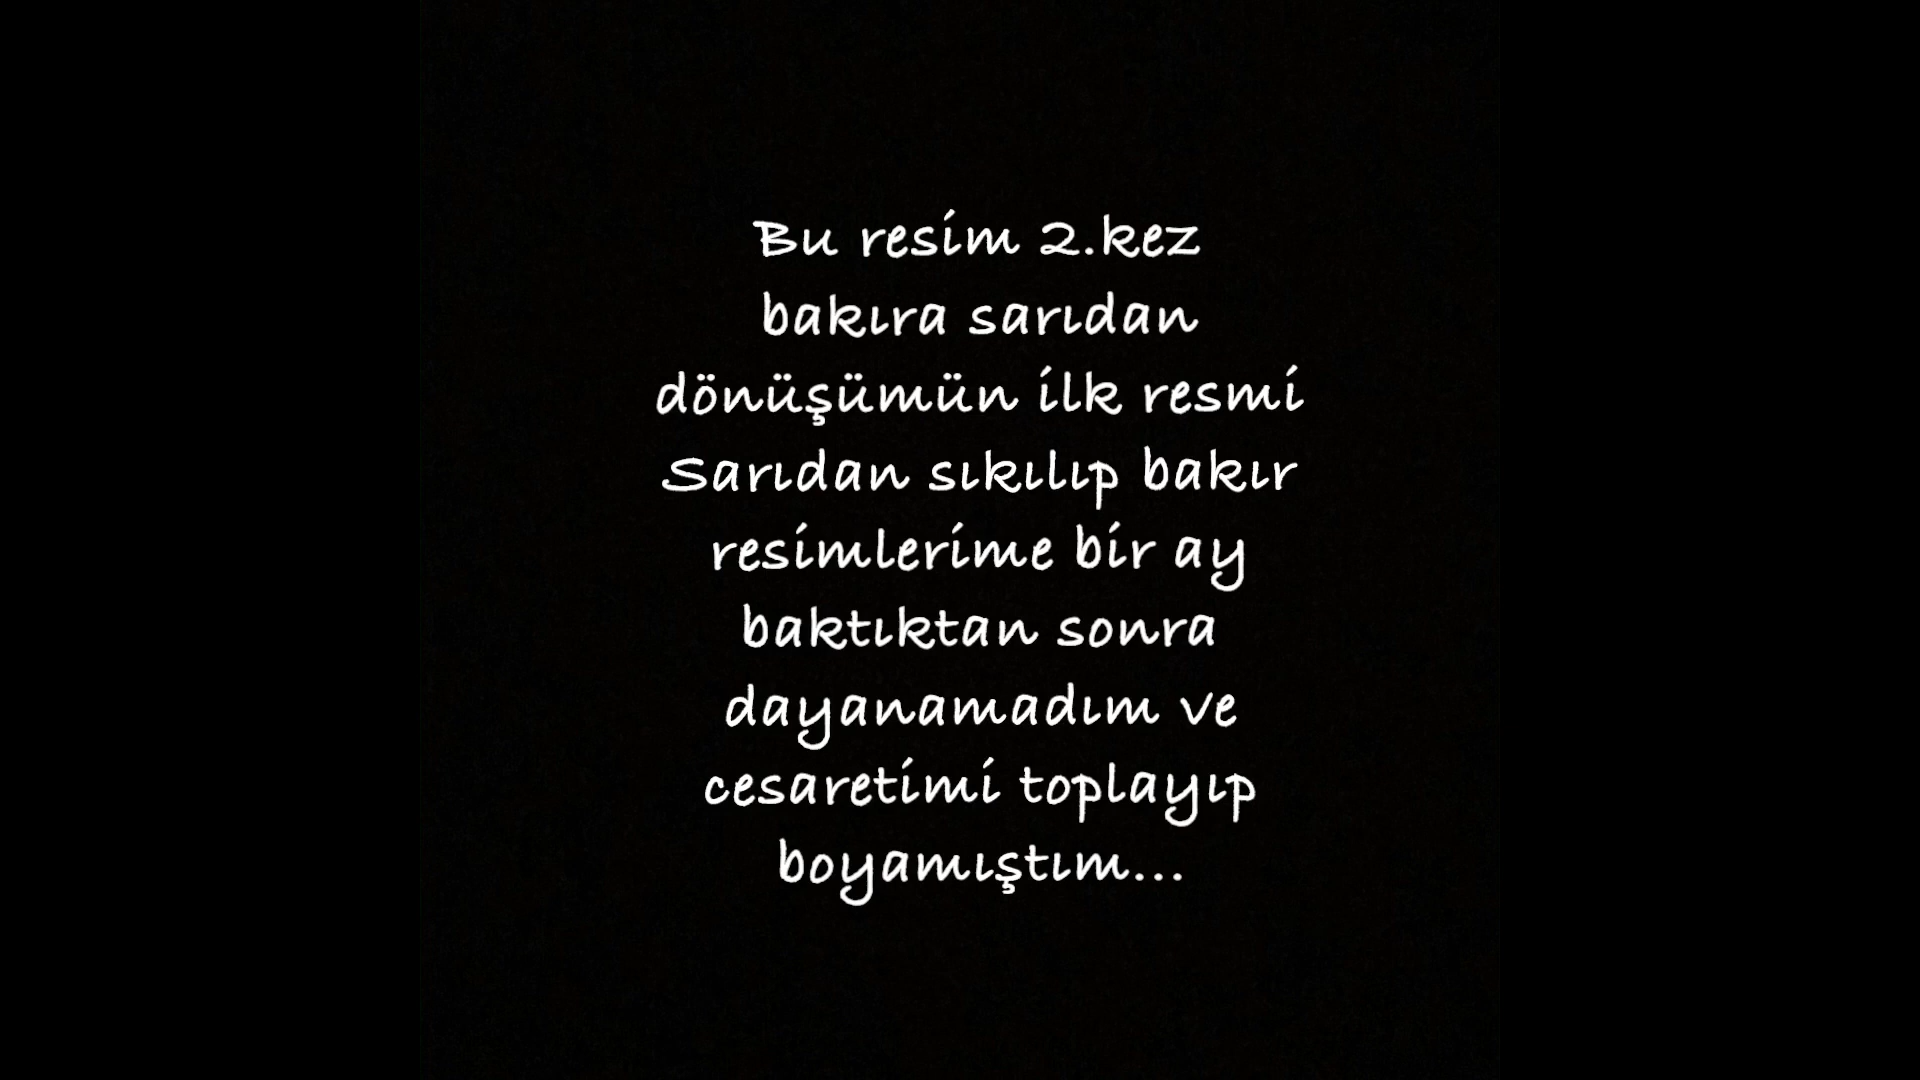 Bu resim 2.kez
bakıra sarıdan
dönüşümün ilk resmi
Sarıdan sıkılıp bakır
resimlerime bir ay
baktıktan sonra
dayanamadım ve
cesaretimi toplayıp
boyamıştım...